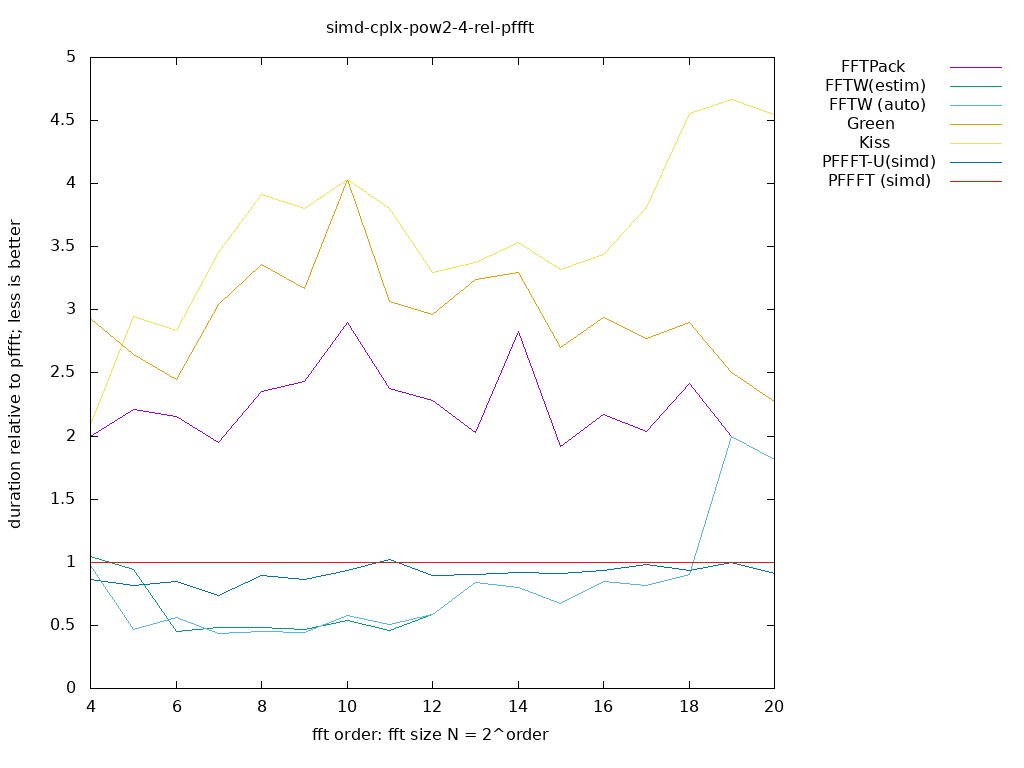 simd-cplx-pow2-4-rel-pffft
FFTPack
FFTW(estim)
FFTW (auto)
Green
Kiss
PFFFT-U(simd)
PFFFT (simd)
5
4.5
4
3.5
3
2.5
2
1.5
1
0.5
0
duration relative to pffft; less is better
4 6 8 10 12 14 16 18 20
fft order: fft size N = 2^order